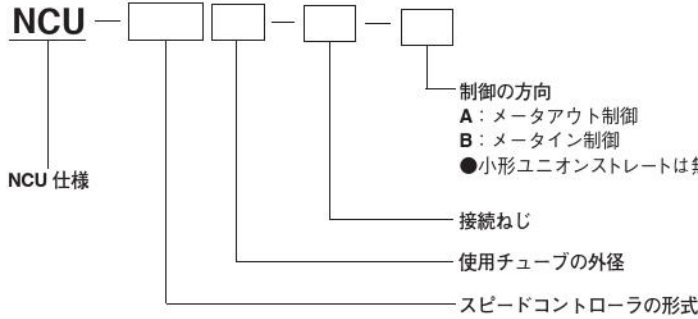 NCU － －  －
制御の方向
A：メータアウト制御
B：メータイン制御
●小形ユニオンストレートは
NCU 仕様
接続ねじ
使用チューブの外径
スピードコントローラの形式